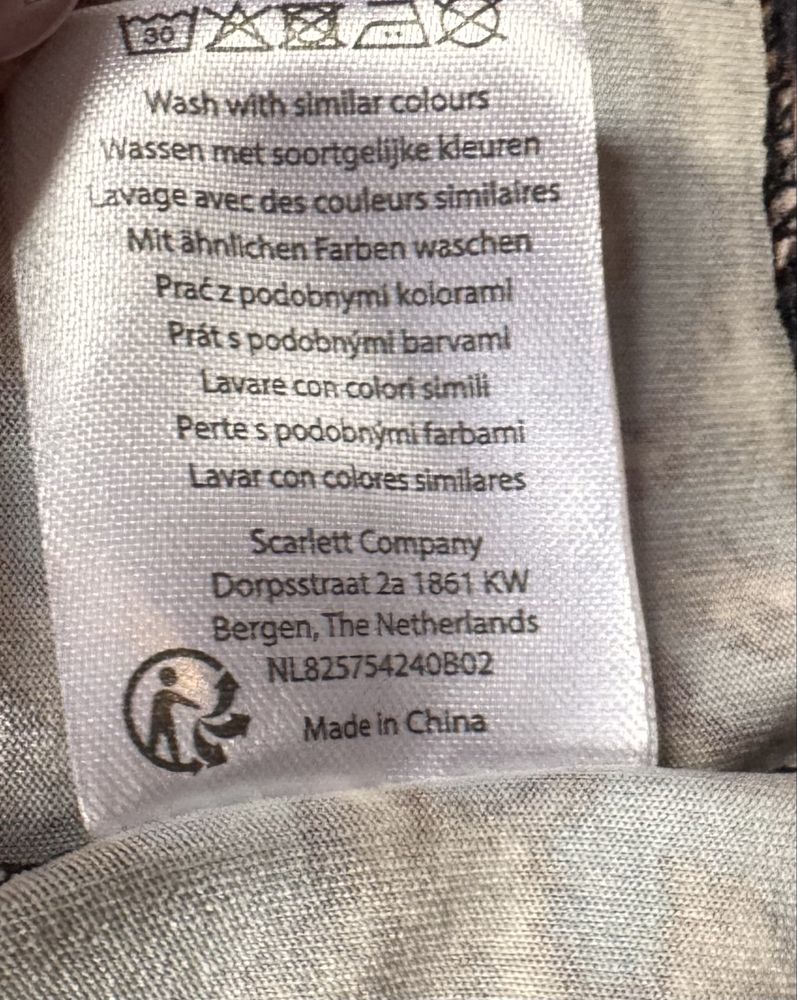 30
Wash with similar colours
Wassen met soortgelijke kleuren
Lavage avec des couleurs similaires
Mit ähnlichen Farben waschen
Prać z podobnymi kolorami
Prát s podobnými barvami
Lavare con colori simili
Perte s podobnými farbami
Lavar con colores similares
Scarlett Company
Dorpsstraat 2a 1861 KW
Bergen, The Netherlands
NL825754240B02
Made in China